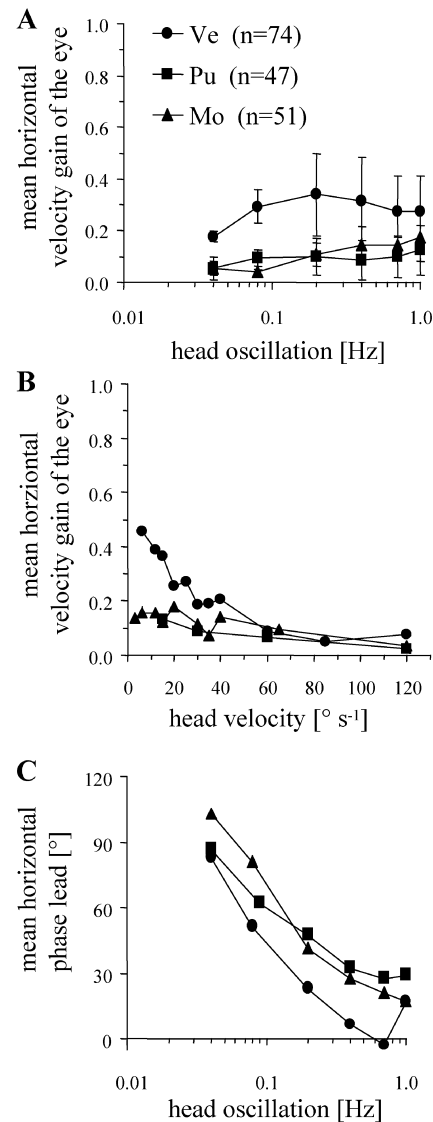 A
mean horizontal
velocity gain of the eye
1.0
0.8
0.6
0.4
0.2
0.0
Ve (n=74)
Pu (n=47)
Mo (n=51)
0.01 0.1 1.0
head oscillation [Hz]
B
mean horziontal
velocity gain of the eye
1.0
0.8
0.6
0.4
0.2
0.0
0 20 40 60 80 100 120
head velocity [° s-1]
C
mean horizontal
phase lead [°]
120
90
60
30
0
0.01 0.1 1.0
head oscillation [Hz]